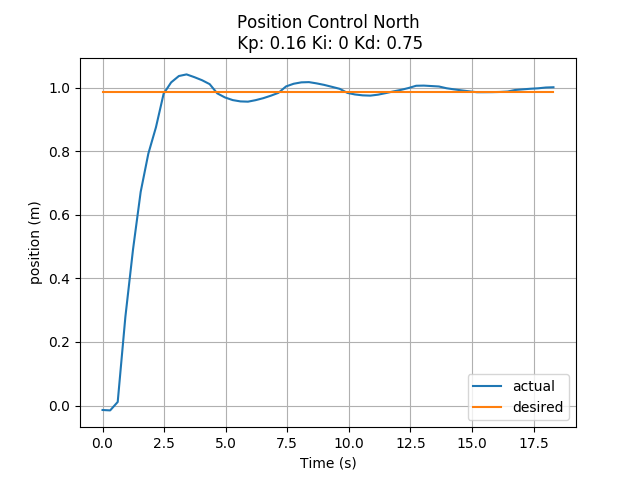 Position Control North
Kp: 0.16 Ki: 0 Kd: 0.75
1.0
0.8
0.6
0.4
0.2
0.0
position (m)
actual
desired
0.0 2.5 5.0 7.5 10.0 12.5 15.0 17.5
Time (s)